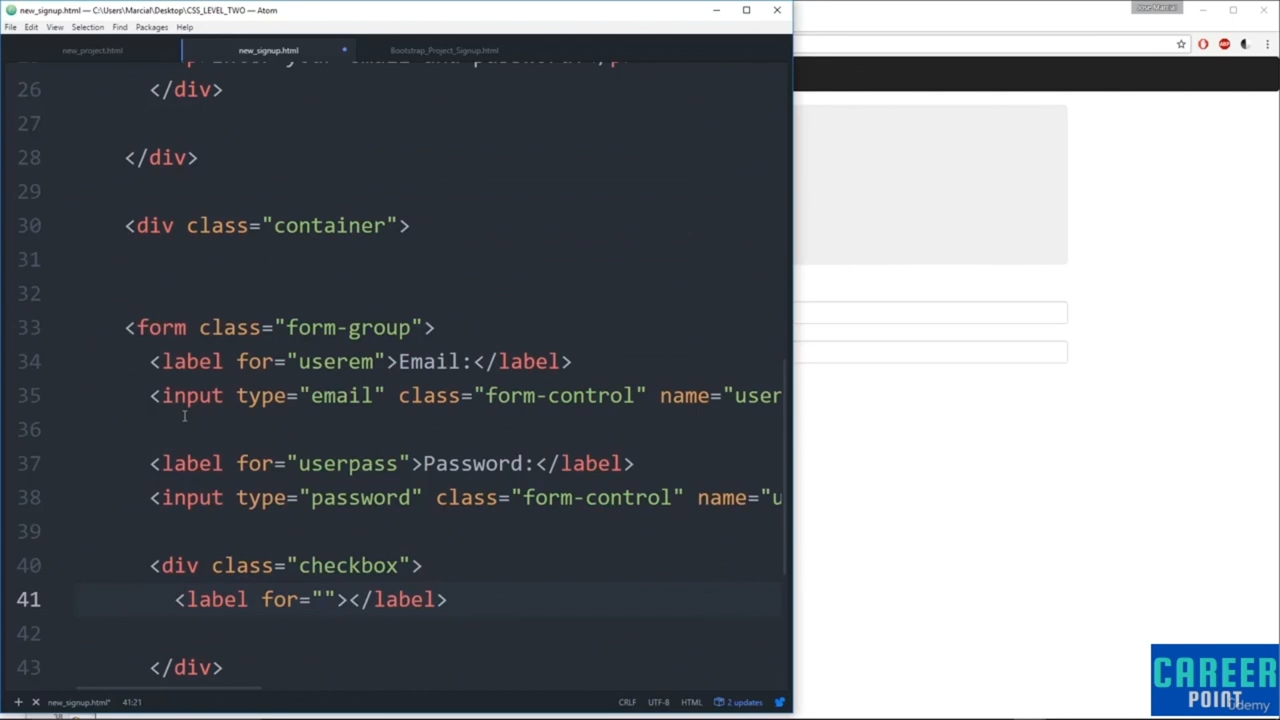 new_signup.html — C:\Users\Marcial\Desktop\CSS_LEVEL_TWO — Atom
Jose Marcial
File Edit View Selection Find Packages Help
new_project.html new_signup.html Bootstrap_Project_Signup.html
ABP
26 </div>
27
28 </div>
29
30 <div class="container">
31
32
33 <form class="form-group">
34 <label for="userem">Email:</label>
35 <input type="email" class="form-control" name="user
36
37 <label for="userpass">Password:</label>
38 <input type="password" class="form-control" name="u
39
40 <div class="checkbox">
41 <label for=""></label>
42
43 </div>
CAREER
POINT
Udemy
new_signup.html* 41:21 CRLF UTF-8 HTML 2 updates